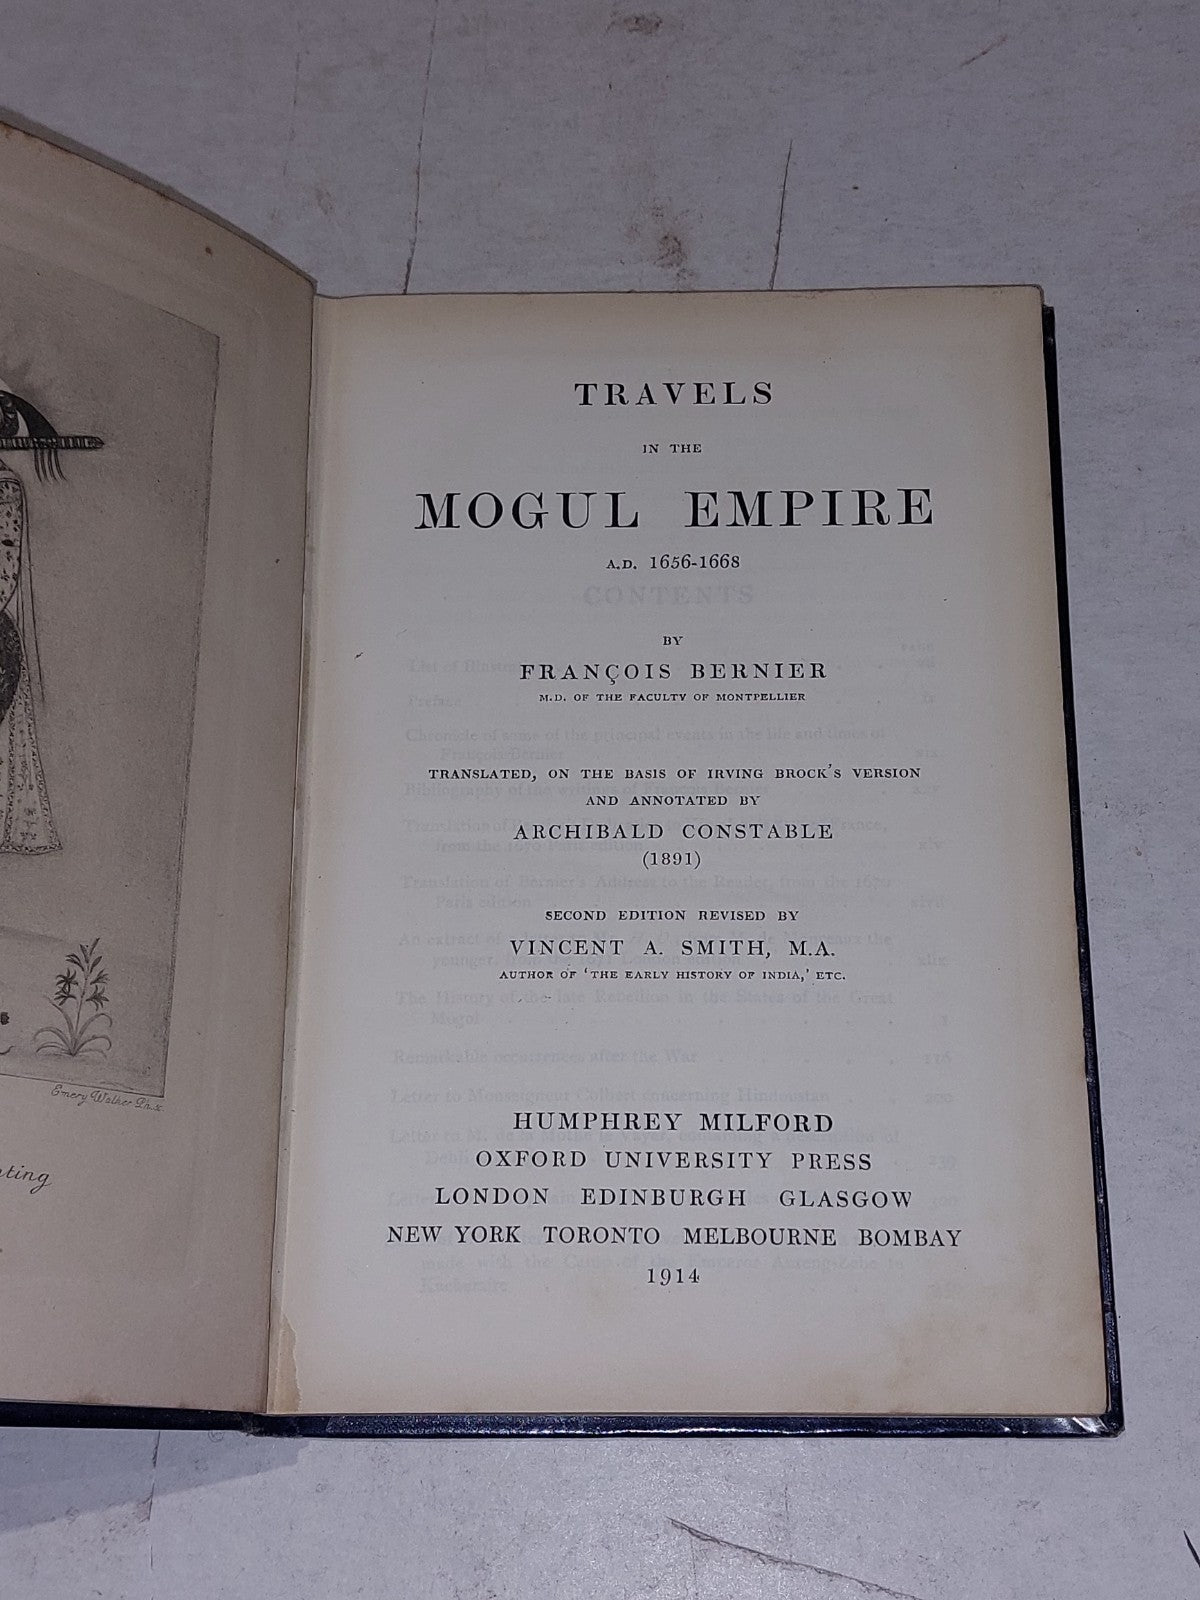 TRAVELS
IN THE
MOGUL EMPIRE
A.D. 1656-1668
BY
FRANÇOIS BERNIER
M.D. OF THE FACULTY OF MONTPELLIER
TRANSLATED, ON THE BASIS OF IRVING BROCK'S VERSION
AND ANNOTATED BY
ARCHIBALD CONSTABLE
(1891)
SECOND EDITION REVISED BY
VINCENT A. SMITH, M.A.
AUTHOR OF 'THE EARLY HISTORY OF INDIA,' ETC.
HUMPHREY MILFORD
OXFORD UNIVERSITY PRESS
LONDON EDINBURGH GLASGOW
NEW YORK TORONTO MELBOURNE BOMBAY
1914
Emery Walker Ph.sc.
CONTENTS